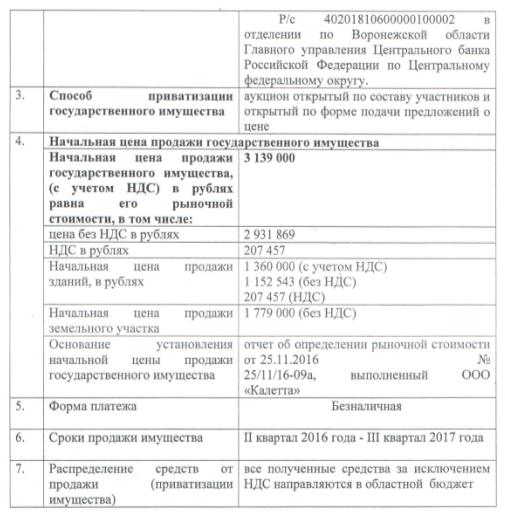 Р/с 40201810600000100002 в
отделении по Воронежской области
Главного управления Центрального банка
Российской Федерации по Центральному
федеральному округу.
3. Способ приватизации аукцион открытый по составу участников и
государственного имущества открытый по форме подачи предложений о
цене
4. Начальная цена продажи государственного имущества
Начальная цена продажи 3 139 000
государственного имущества,
(с учетом НДС) в рублях
равна его рыночной
стоимости, в том числе:
цена без НДС в рублях 2 931 869
НДС в рублях 207 457
Начальная цена продажи 1 360 000 (с учетом НДС)
зданий, в рублях 1 152 543 (без НДС)
207 457 (НДС)
Начальная цена продажи 1 779 000 (без НДС)
земельного участка
Основание установления отчет об определении рыночной стоимости
начальной цены продажи от 25.11.2016 №
государственного имущества 25/11/16-09а, выполненный ООО
«Калетта»
5. Форма платежа Безналичная
6. Сроки продажи имущества II квартал 2016 года - III квартал 2017 года
7. Распределение средств от все полученные средства за исключением
продажи (приватизации НДС направляются в областной бюджет
имущества)